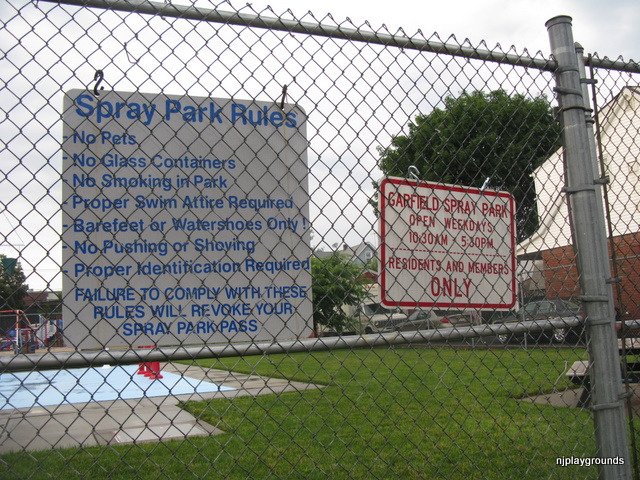 Spray Park Rules
- No Pets
- No Glass Containers
No Smoking in Park
- Proper Swim Attire Required
- Barefeet or Watershoes Only !
- No Pushing or Shoving
- Proper Identification Required
FAILURE TO COMPLY WITH THESE
RULES WILL REVOKE YOUR
SPRAY PARK PASS
GARFIELD SPRAY PARK
OPEN WEEKDAYS
10:30AM 5:30PM
RESIDENTS AND MEMBERS
ONLY
njplaygrounds